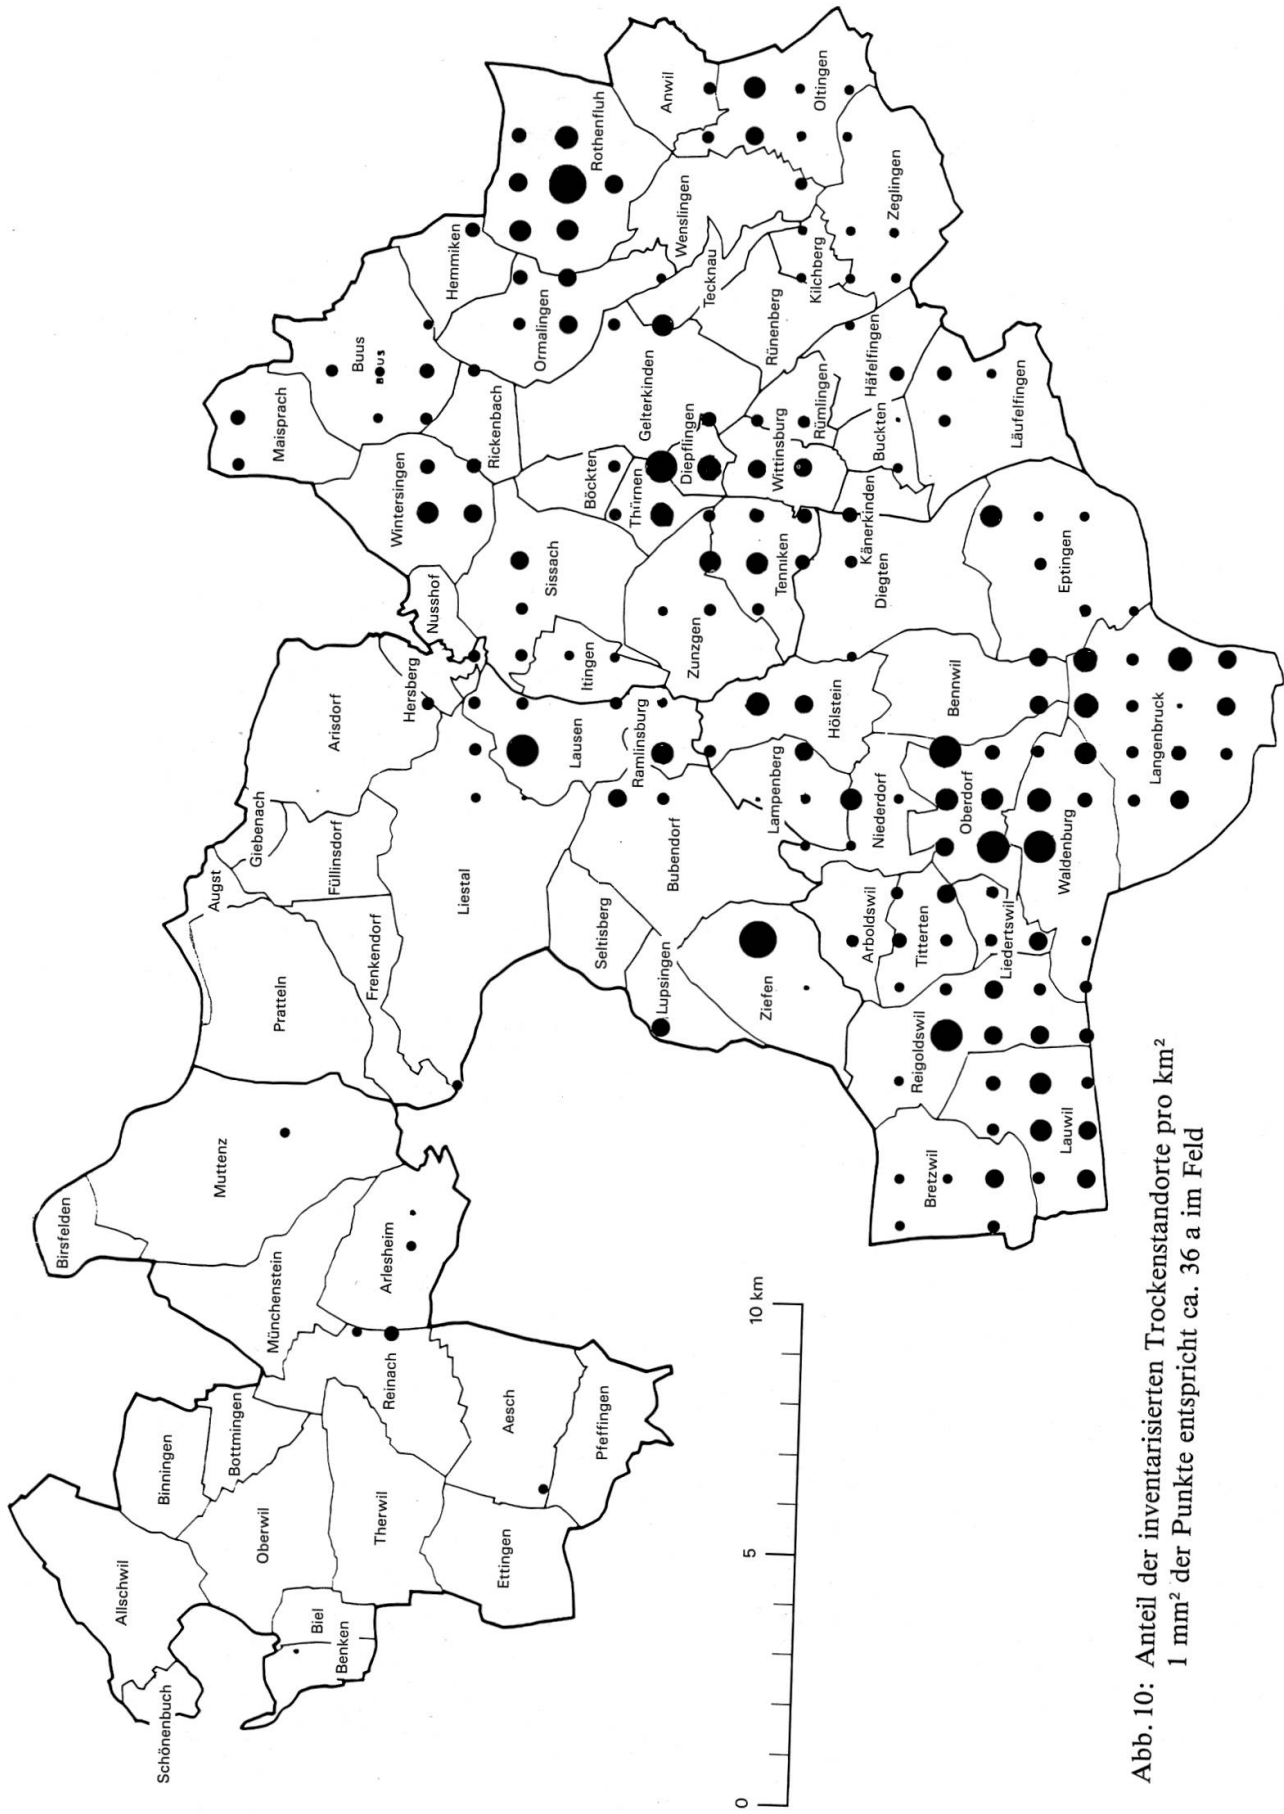 Schönenbuch
Allschwil
Binningen
Bottmingen
Oberwil
Biel
Benken
Therwil
Ettingen
Reinach
Aesch
Pfeffingen
Birsfelden
Muttenz
Münchenstein
Arlesheim
Pratteln
Augst
Giebenach
Füllinsdorf
Frenkendorf
Arisdorf
Hersberg
Liestal
Lausen
Seltisberg
Lupsingen
Bubendorf
Ramlinsburg
Ziefen
Nusshof
Wintersingen
Maisprach
Buus
BUUS
Hemmiken
Rickenbach
Ormalingen
Rothenfluh
Anwil
Sissach
Itingen
Böckten
Thürnen
Gelterkinden
Diepflingen
Wenslingen
Tecknau
Oltingen
Zunzgen
Tenniken
Wittinsburg
Rümlingen
Rünenberg
Kilchberg
Zeglingen
Häfelfingen
Buckten
Känerkinden
Diegten
Läufelfingen
Eptingen
Hölstein
Lampenberg
Niederdorf
Bennwil
Oberdorf
Waldenburg
Langenbruck
Arboldswil
Titterten
Liedertswil
Reigoldswil
Bretzwil
Lauwil
0
5
10 km
Abb. 10: Anteil der inventarisierten Trockenstandorte pro km²
1 mm² der Punkte entspricht ca. 36 a im Feld